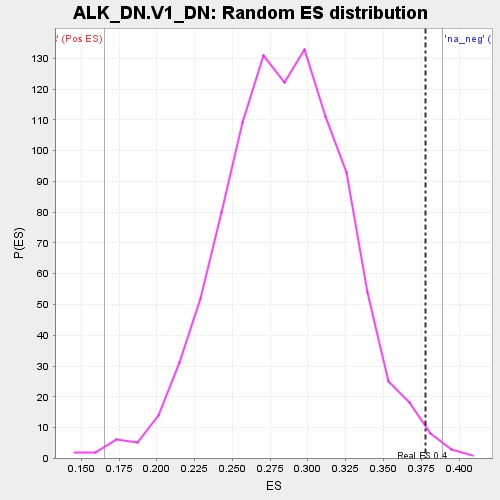 ALK_DN.V1_DN: Random ES distribution
' (Pos ES)
'na_neg' (
P(ES)
130
120
110
100
90
80
70
60
50
40
30
20
10
0
Real ES 0.4
0.150 0.175 0.200 0.225 0.250 0.275 0.300 0.325 0.350 0.375 0.400
ES